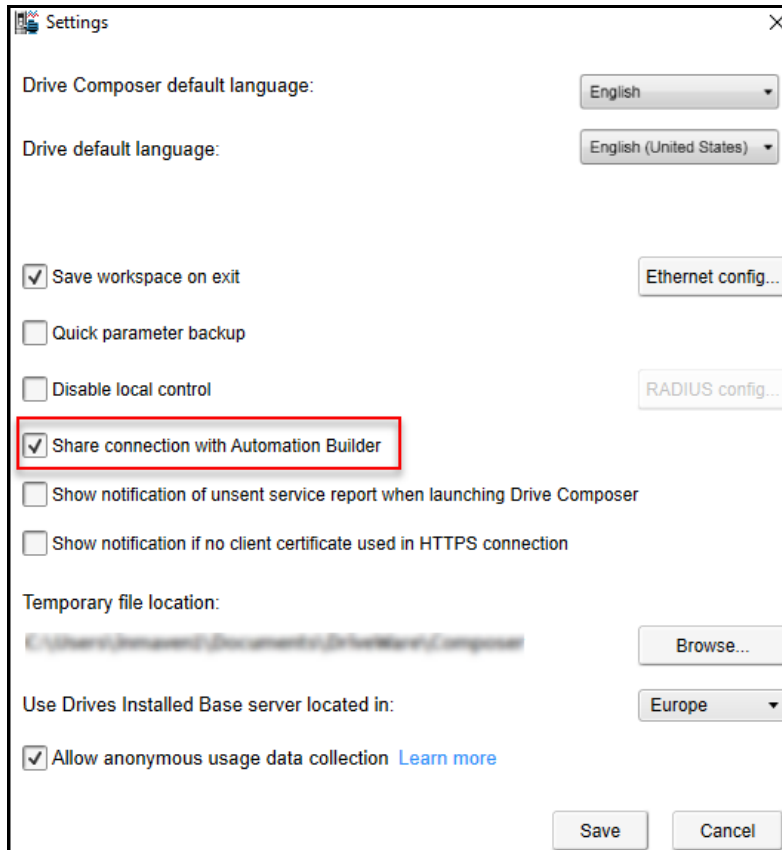 Settings
Drive Composer default language:
English
Drive default language:
English (United States)
Save workspace on exit
Ethernet config...
Quick parameter backup
Disable local control
RADIUS config...
Share connection with Automation Builder
Show notification of unsent service report when launching Drive Composer
Show notification if no client certificate used in HTTPS connection
Temporary file location:
Browse...
Use Drives Installed Base server located in:
Europe
Allow anonymous usage data collection Learn more
Save
Cancel